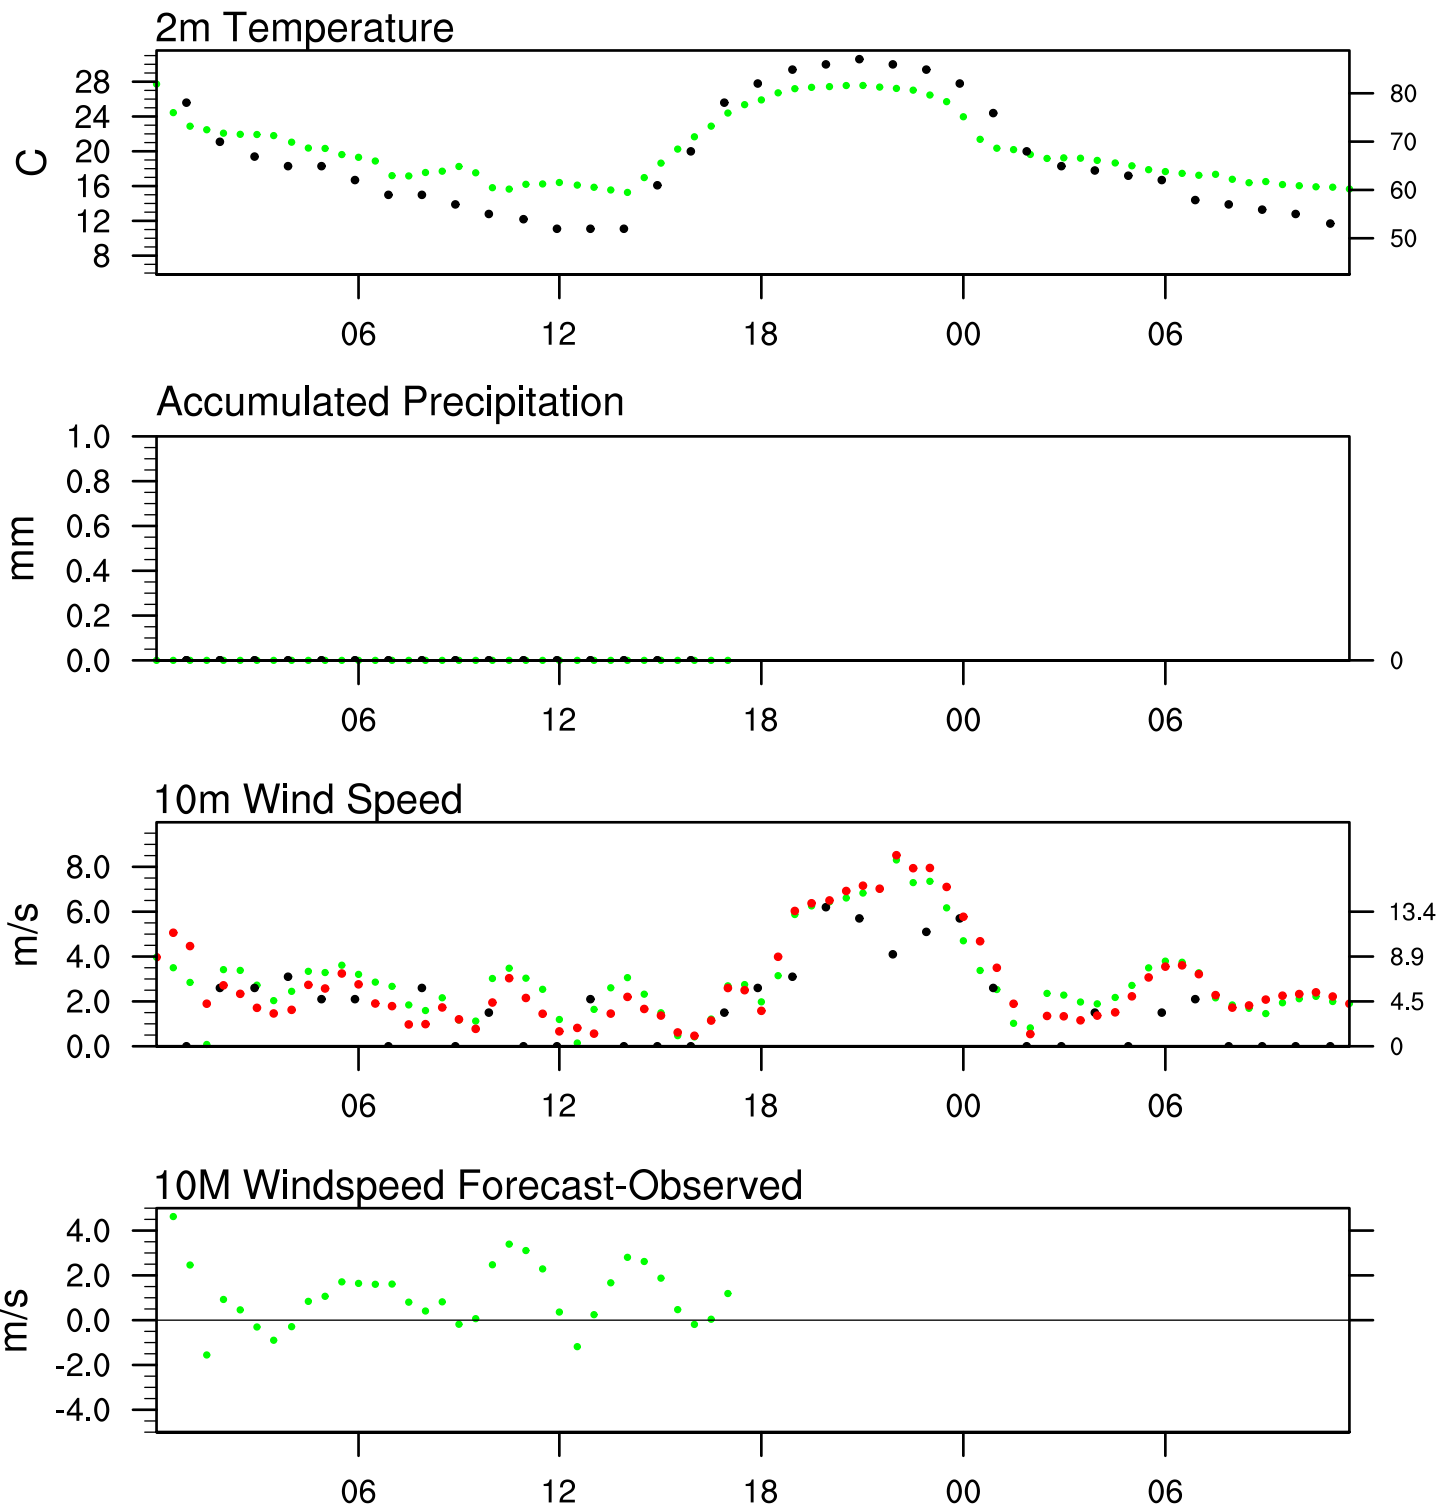 2m Temperature
C
28
24
20
16
12
8
80
70
60
50
06 12 18 00 06
Accumulated Precipitation
mm
1.0
0.8
0.6
0.4
0.2
0.0
0
06 12 18 00 06
10m Wind Speed
m/s
8.0
6.0
4.0
2.0
0.0
13.4
8.9
4.5
0
06 12 18 00 06
10M Windspeed Forecast-Observed
m/s
4.0
2.0
0.0
-2.0
-4.0
06 12 18 00 06